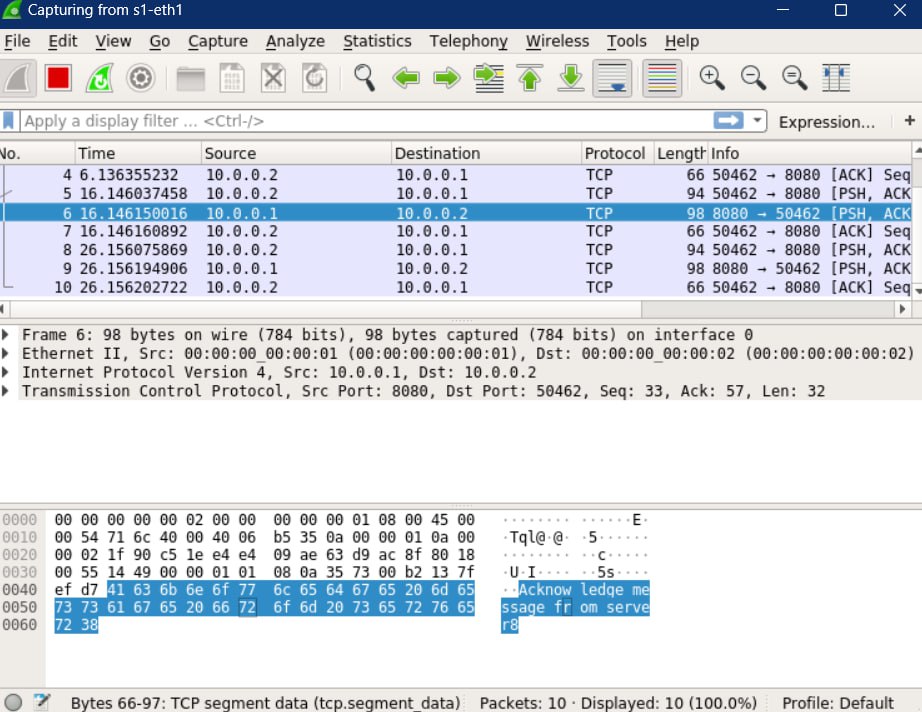 Capturing from s1-eth1
File Edit View Go Capture Analyze Statistics Telephony Wireless Tools Help
Apply a display filter ... <Ctrl-/> Expression... +
No. Time Source Destination Protocol Length Info
4 6.136355232 10.0.0.2 10.0.0.1 TCP 66 50462 → 8080 [ACK] Seq
5 16.146037458 10.0.0.2 10.0.0.1 TCP 94 50462 → 8080 [PSH, ACK
6 16.146150016 10.0.0.1 10.0.0.2 TCP 98 8080 → 50462 [PSH, ACK
7 16.146160892 10.0.0.2 10.0.0.1 TCP 66 50462 → 8080 [ACK] Seq
8 26.156075869 10.0.0.2 10.0.0.1 TCP 94 50462 → 8080 [PSH, ACK
9 26.156194906 10.0.0.1 10.0.0.2 TCP 98 8080 → 50462 [PSH, ACK
10 26.156202722 10.0.0.2 10.0.0.1 TCP 66 50462 → 8080 [ACK] Seq
Frame 6: 98 bytes on wire (784 bits), 98 bytes captured (784 bits) on interface 0
Ethernet II, Src: 00:00:00_00:00:01 (00:00:00:00:00:01), Dst: 00:00:00_00:00:02 (00:00:00:00:00:02)
Internet Protocol Version 4, Src: 10.0.0.1, Dst: 10.0.0.2
Transmission Control Protocol, Src Port: 8080, Dst Port: 50462, Seq: 33, Ack: 57, Len: 32
0000 00 00 00 00 00 02 00 00 00 00 00 01 08 00 45 00 ········ ······E·
0010 00 54 71 6c 40 00 40 06 b5 35 0a 00 00 01 0a 00 ·Tql@·@· ·5······
0020 00 02 1f 90 c5 1e e4 e4 09 ae 63 d9 ac 8f 80 18 ········ ··c·····
0030 00 55 14 49 00 00 01 01 08 0a 35 73 00 b2 13 7f ·U·I···· ··5s····
0040 ef d7 41 63 6b 6e 6f 77 6c 65 64 67 65 20 6d 65 ··Acknow ledge me
0050 73 73 61 67 65 20 66 72 6f 6d 20 73 65 72 76 65 ssage fr om serve
0060 72 38 r8
Bytes 66-97: TCP segment data (tcp.segment_data) Packets: 10 · Displayed: 10 (100.0%) Profile: Default